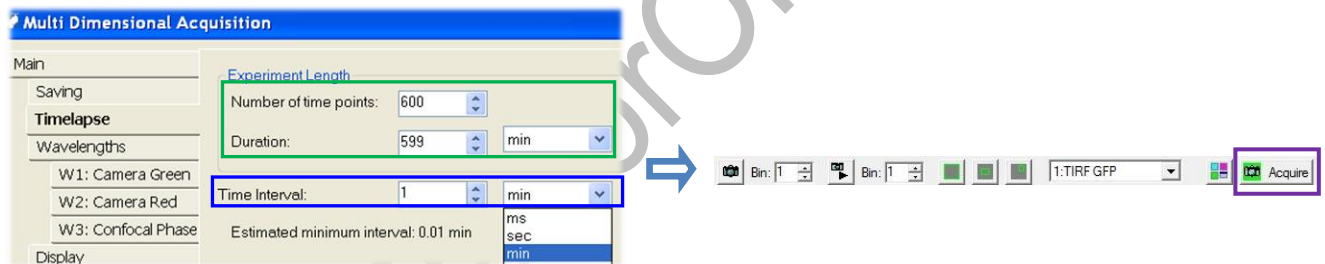 Multi Dimensional Acquisition
Main
Saving
Timelapse
Wavelengths
W1: Camera Green
W2: Camera Red
W3: Confocal Phase
Display
Experiment Length
Number of time points: 600
Duration: 599 min
Time Interval: 1 min
ms
sec
min
Estimated minimum interval: 0.01 min
Bin: 1 Bin: 1 1:TIRF GFP Acquire